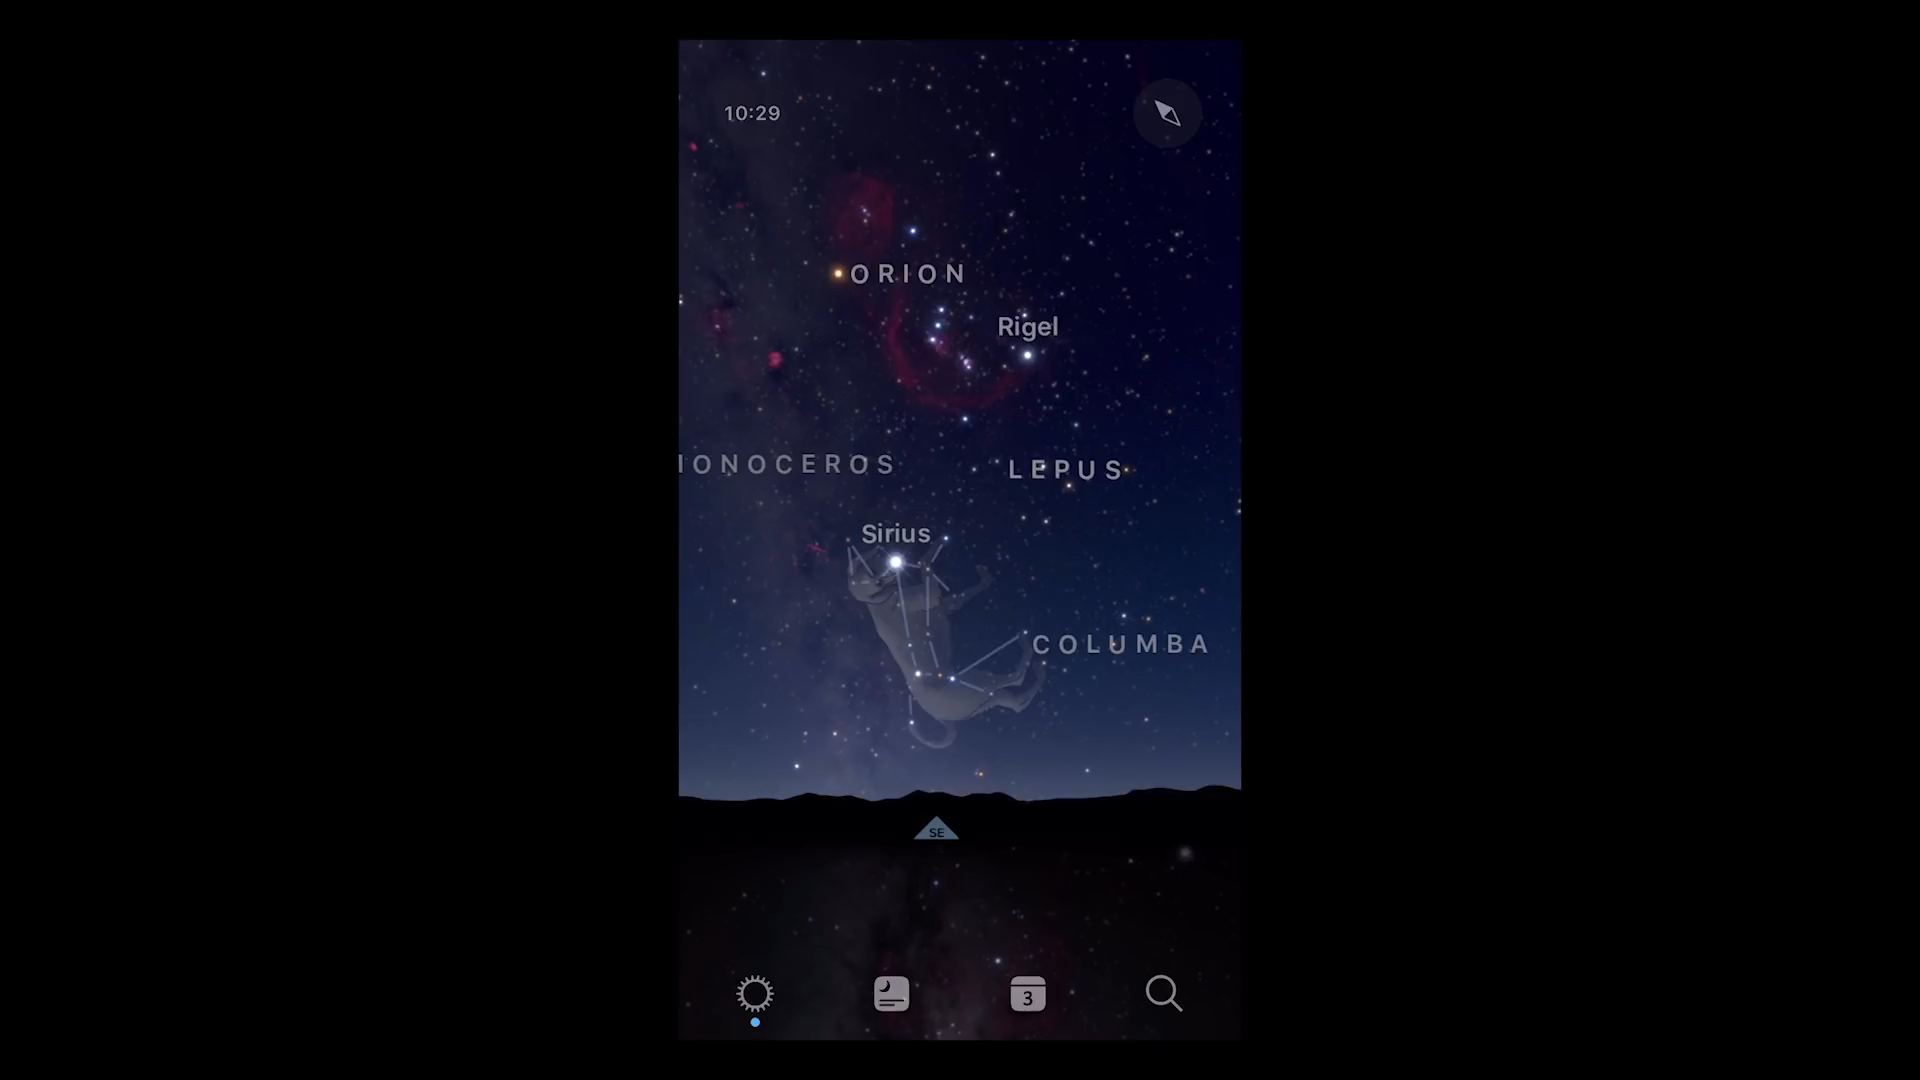 10:29
ORION
Rigel
IONOCEROS
LEPUS
Sirius
COLUMBA
SE
3